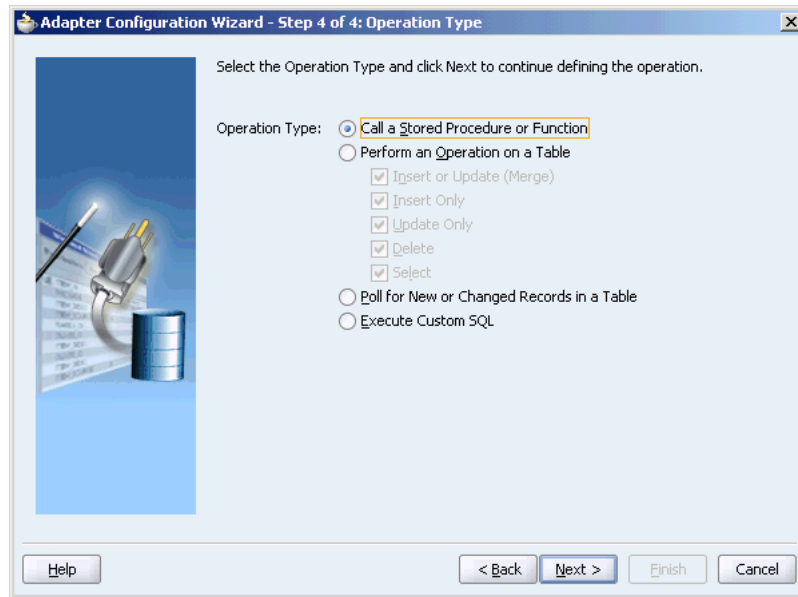 Adapter Configuration Wizard - Step 4 of 4: Operation Type
Select the Operation Type and click Next to continue defining the operation.
Operation Type: Call a Stored Procedure or Function
Perform an Operation on a Table
Insert or Update (Merge)
Insert Only
Update Only
Delete
Select
Poll for New or Changed Records in a Table
Execute Custom SQL
Help < Back Next > Finish Cancel